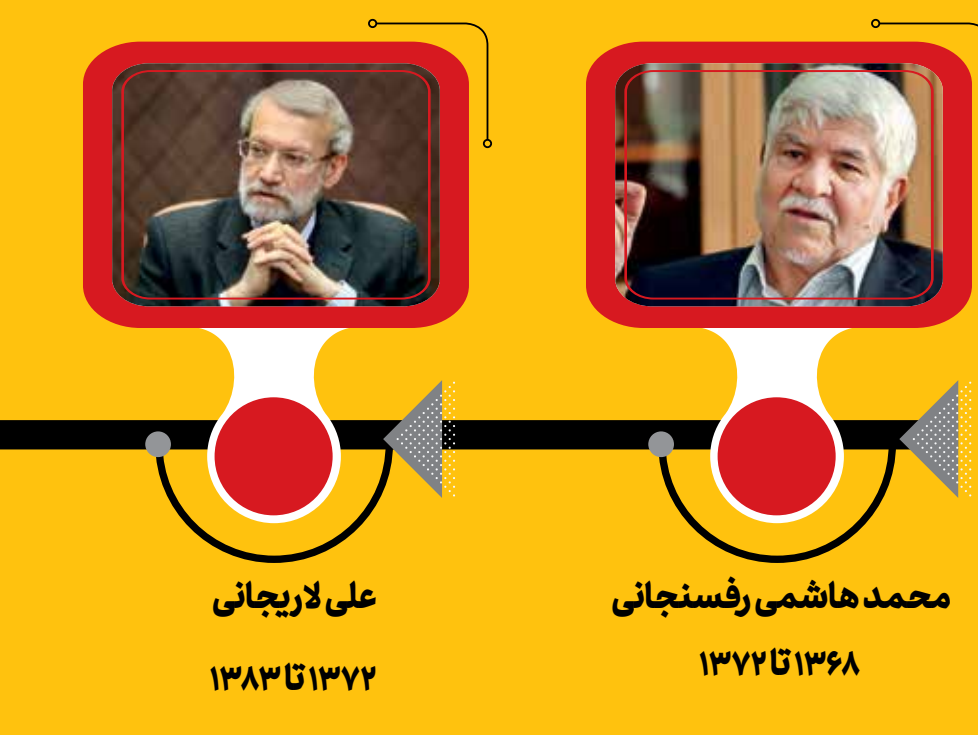 محمد هاشمی رفسنجانی
۱۳۶۸ تا ۱۳۷۲
علی لاریجانی
۱۳۷۲ تا ۱۳۸۳